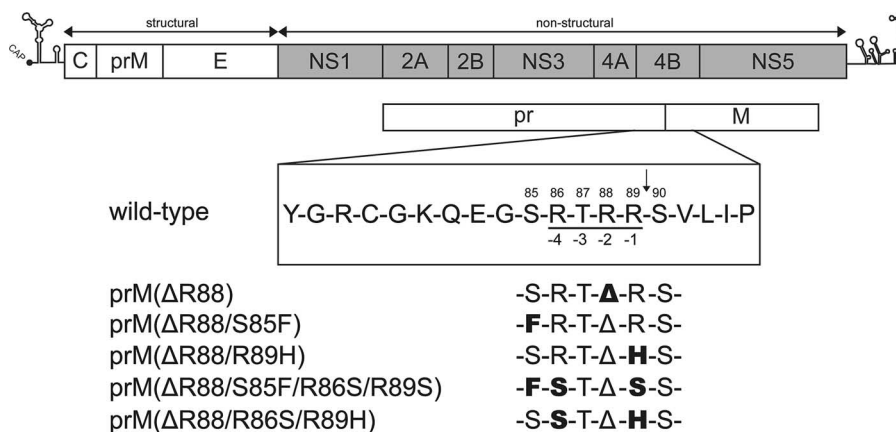 structural non-structural
CAP C prM E NS1 2A 2B NS3 4A 4B NS5
pr M
85 86 87 88 89 90
wild-type Y-G-R-C-G-K-Q-E-G-S-R-T-R-R-S-V-L-I-P
-4 -3 -2 -1
prM(ΔR88) -S-R-T-Δ-R-S-
prM(ΔR88/S85F) -F-R-T-Δ-R-S-
prM(ΔR88/R89H) -S-R-T-Δ-H-S-
prM(ΔR88/S85F/R86S/R89S) -F-S-T-Δ-S-S-
prM(ΔR88/R86S/R89H) -S-S-T-Δ-H-S-